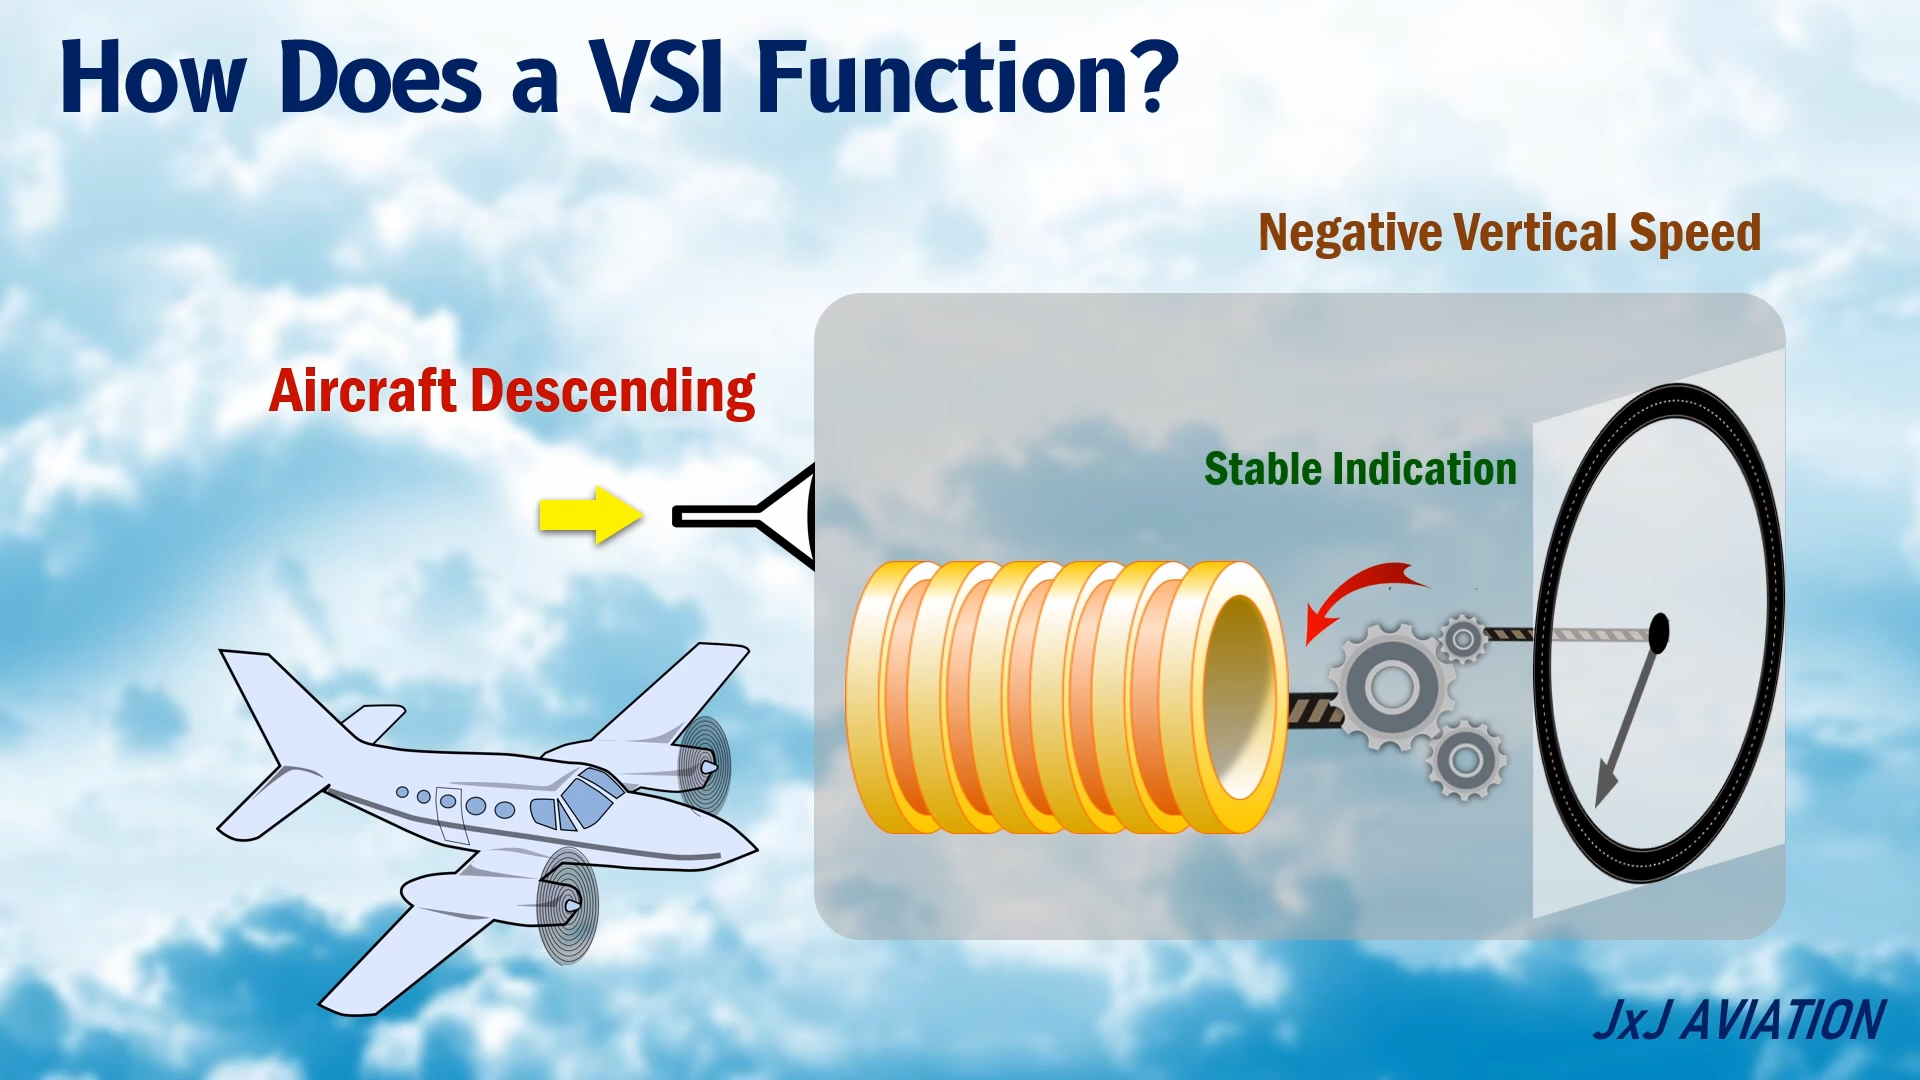 How Does a VSI Function?
Negative Vertical Speed
Aircraft Descending
Stable Indication
JxJ AVIATION